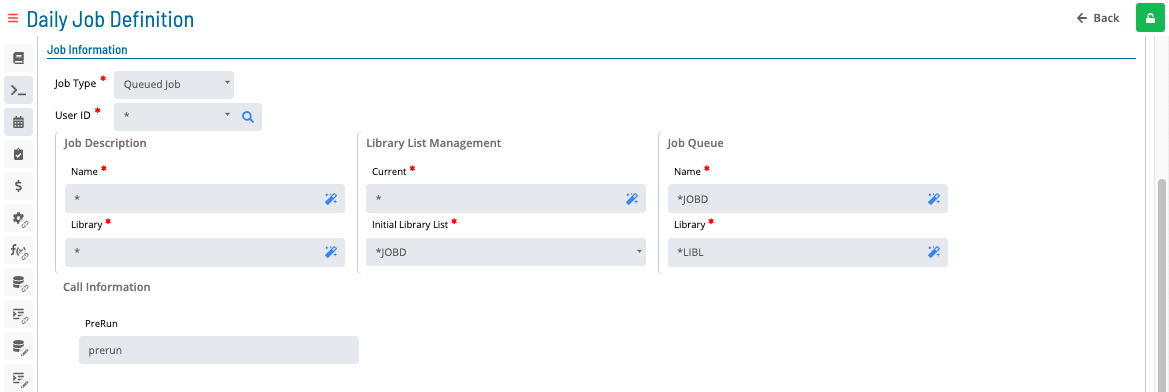 Daily Job Definition
Back
Job Information
Job Type *
Queued Job
User ID *
*
Job Description
Name *
*
Library *
*
Library List Management
Current *
*
Initial Library List *
*JOBD
Job Queue
Name *
*JOBD
Library *
*LIBL
Call Information
PreRun
prerun